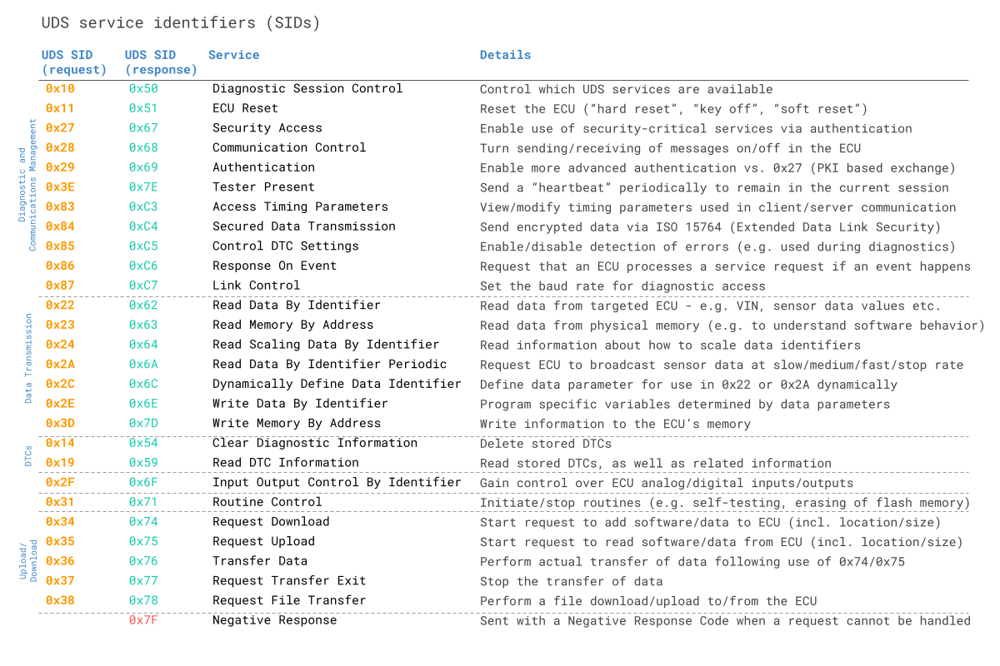 UDS service identifiers (SIDs)
UDS SID (request) UDS SID (response) Service Details
Diagnostic and Communications Management
0x10 0x50 Diagnostic Session Control Control which UDS services are available
0x11 0x51 ECU Reset Reset the ECU (“hard reset”, “key off”, “soft reset”)
0x27 0x67 Security Access Enable use of security-critical services via authentication
0x28 0x68 Communication Control Turn sending/receiving of messages on/off in the ECU
0x29 0x69 Authentication Enable more advanced authentication vs. 0x27 (PKI based exchange)
0x3E 0x7E Tester Present Send a “heartbeat” periodically to remain in the current session
0x83 0xC3 Access Timing Parameters View/modify timing parameters used in client/server communication
0x84 0xC4 Secured Data Transmission Send encrypted data via ISO 15764 (Extended Data Link Security)
0x85 0xC5 Control DTC Settings Enable/disable detection of errors (e.g. used during diagnostics)
0x86 0xC6 Response On Event Request that an ECU processes a service request if an event happens
0x87 0xC7 Link Control Set the baud rate for diagnostic access
Data Transmission
0x22 0x62 Read Data By Identifier Read data from targeted ECU - e.g. VIN, sensor data values etc.
0x23 0x63 Read Memory By Address Read data from physical memory (e.g. to understand software behavior)
0x24 0x64 Read Scaling Data By Identifier Read information about how to scale data identifiers
0x2A 0x6A Read Data By Identifier Periodic Request ECU to broadcast sensor data at slow/medium/fast/stop rate
0x2C 0x6C Dynamically Define Data Identifier Define data parameter for use in 0x22 or 0x2A dynamically
0x2E 0x6E Write Data By Identifier Program specific variables determined by data parameters
0x3D 0x7D Write Memory By Address Write information to the ECU’s memory
DTCs
0x14 0x54 Clear Diagnostic Information Delete stored DTCs
0x19 0x59 Read DTC Information Read stored DTCs, as well as related information
0x2F 0x6F Input Output Control By Identifier Gain control over ECU analog/digital inputs/outputs
0x31 0x71 Routine Control Initiate/stop routines (e.g. self-testing, erasing of flash memory)
Upload/ Download
0x34 0x74 Request Download Start request to add software/data to ECU (incl. location/size)
0x35 0x75 Request Upload Start request to read software/data from ECU (incl. location/size)
0x36 0x76 Transfer Data Perform actual transfer of data following use of 0x74/0x75
0x37 0x77 Request Transfer Exit Stop the transfer of data
0x38 0x78 Request File Transfer Perform a file download/upload to/from the ECU
0x7F Negative Response Sent with a Negative Response Code when a request cannot be handled